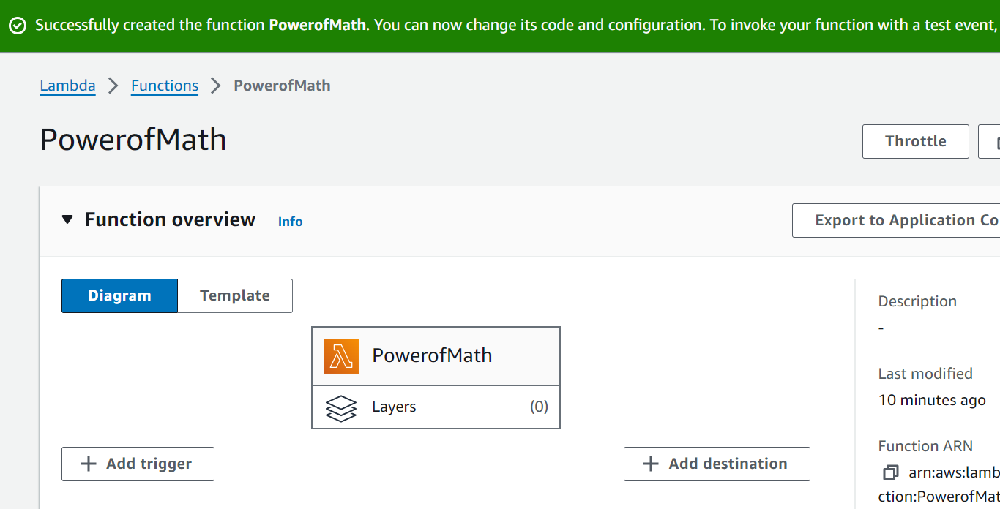 Successfully created the function PowerofMath. You can now change its code and configuration. To invoke your function with a test event,
Lambda > Functions > PowerofMath
PowerofMath
Throttle
Function overview Info
Export to Application Co
Diagram Template
PowerofMath
Layers (0)
Add trigger
Add destination
Description
-
Last modified
10 minutes ago
Function ARN
arn:aws:lamb
ction:PowerofMat